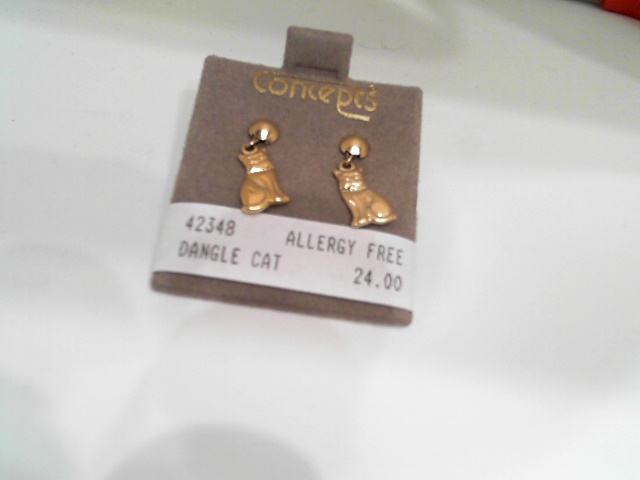 Concepts
42348 ALLERGY FREE
DANGLE CAT 24.00